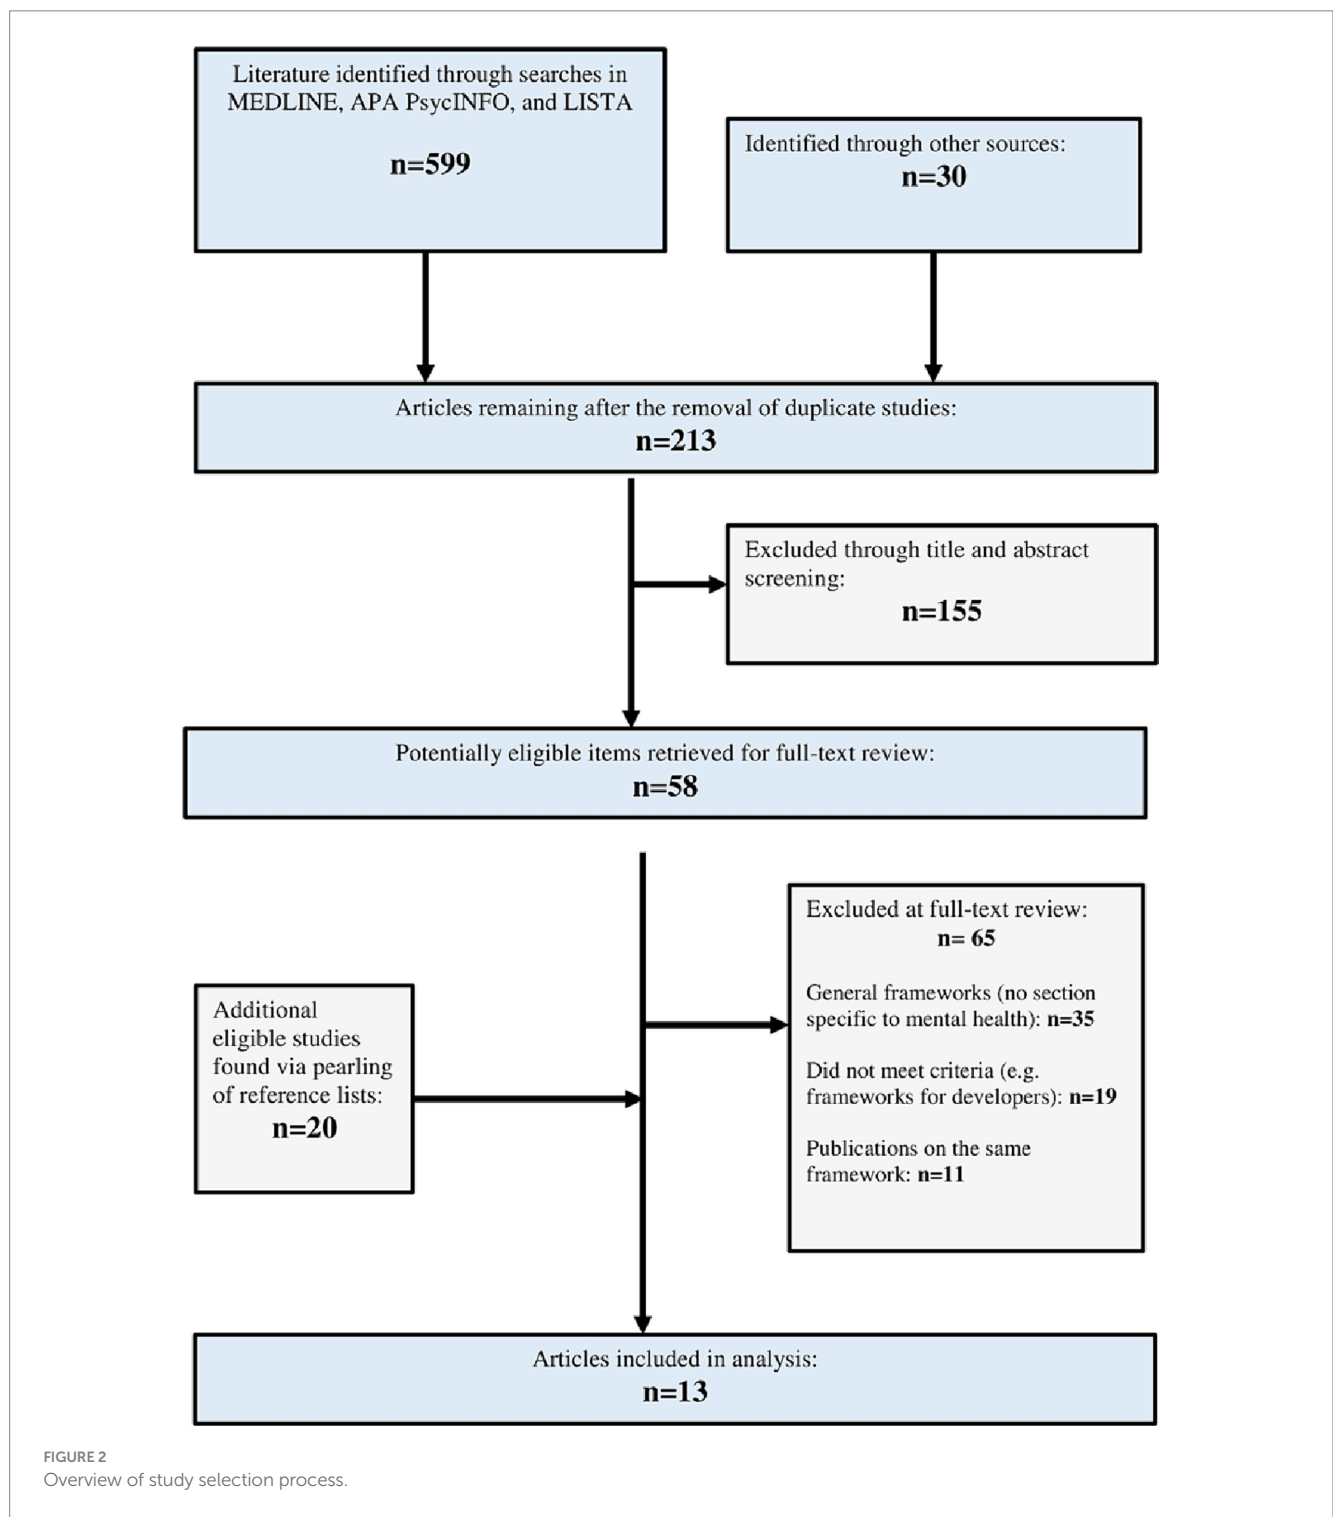 Literature identified through searches in
MEDLINE, APA PsycINFO, and LISTA
n=599
Identified through other sources:
n=30
Articles remaining after the removal of duplicate studies:
n=213
Excluded through title and abstract
screening:
n=155
Potentially eligible items retrieved for full-text review:
n=58
Excluded at full-text review:
n= 65
General frameworks (no section
specific to mental health): n=35
Did not meet criteria (e.g.
frameworks for developers): n=19
Publications on the same
framework: n=11
Additional
eligible studies
found via pearling
of reference lists:
n=20
Articles included in analysis:
n=13
FIGURE 2
Overview of study selection process.